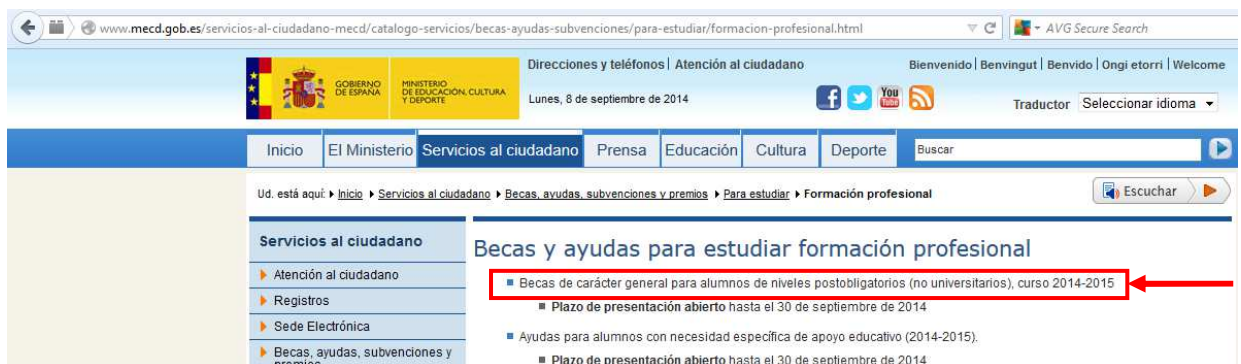 www.mecd.gob.es/servicios-al-ciudadano-mecd/catalogo-servicios/becas-ayudas-subvenciones/para-estudiar/formacion-profesional.html
AVG Secure Search
GOBIERNO DE ESPAÑA
MINISTERIO DE EDUCACIÓN, CULTURA Y DEPORTE
Direcciones y teléfonos | Atención al ciudadano
Bienvenido | Benvingut | Benvido | Ongi etorri | Welcome
Lunes, 8 de septiembre de 2014
You Tube
Traductor Seleccionar idioma
Inicio El Ministerio Servicios al ciudadano Prensa Educación Cultura Deporte Buscar
Ud. está aquí: Inicio Servicios al ciudadano Becas, ayudas, subvenciones y premios Para estudiar Formación profesional
Escuchar
Servicios al ciudadano
Atención al ciudadano
Registros
Sede Electrónica
Becas, ayudas, subvenciones y
premios
Becas y ayudas para estudiar formación profesional
Becas de carácter general para alumnos de niveles postobligatorios (no universitarios), curso 2014-2015
Plazo de presentación abierto hasta el 30 de septiembre de 2014
Ayudas para alumnos con necesidad específica de apoyo educativo (2014-2015).
Plazo de presentación abierto hasta el 30 de septiembre de 2014